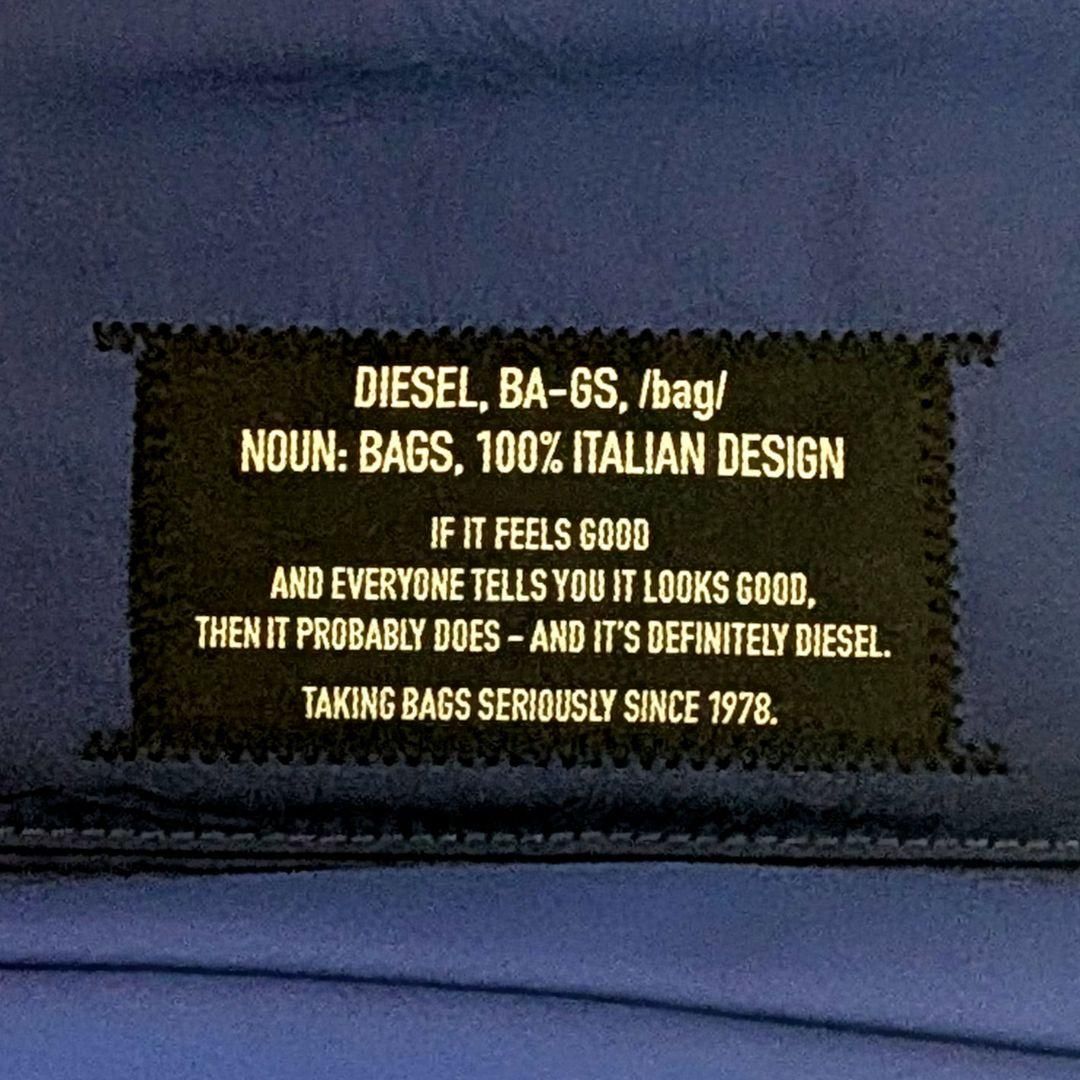 DIESEL, BA-GS, /bag/
NOUN: BAGS, 100% ITALIAN DESIGN
IF IT FEELS GOOD
AND EVERYONE TELLS YOU IT LOOKS GOOD,
THEN IT PROBABLY DOES – AND IT'S DEFINITELY DIESEL.
TAKING BAGS SERIOUSLY SINCE 1978.